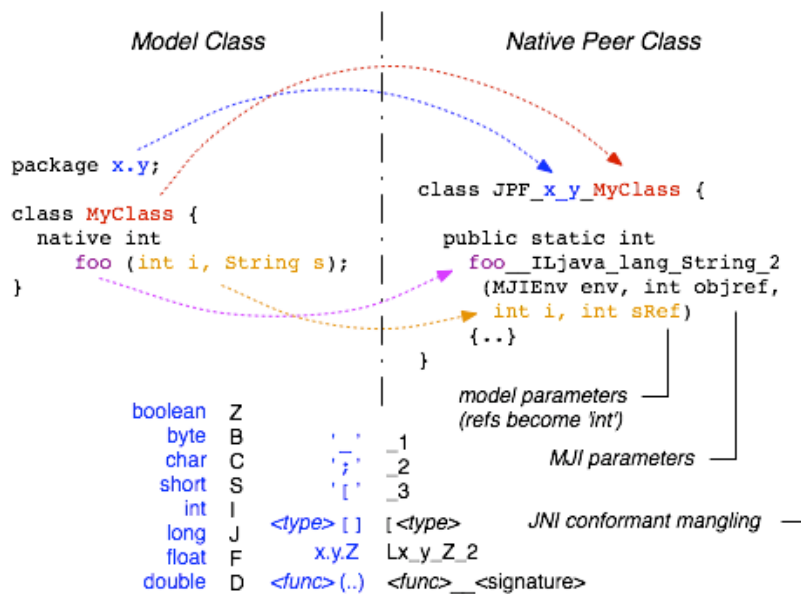 Model Class
Native Peer Class
package x.y;
class MyClass {
native int
foo (int i, String s);
}
class JPF_x_y_MyClass {
public static int
foo__ILjava_lang_String_2
(MJIEnv env, int objref,
int i, int sRef)
{..}
}
model parameters
(refs become 'int')
MJI parameters
JNI conformant mangling
boolean Z
byte B
char C
short S
int I
long J
float F
double D
'_' _1
';' _2
'[' _3
<type>[] [<type>
x.y.Z Lx_y_Z_2
<func>(..) <func>__<signature>